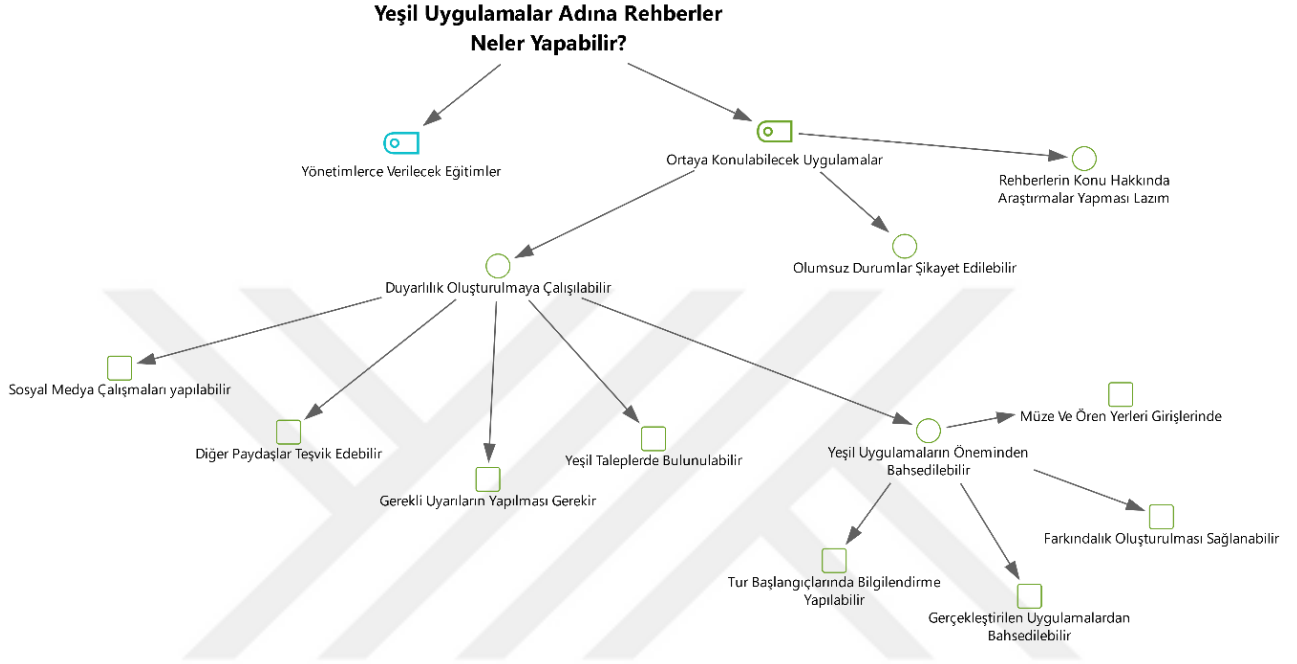 Yeşil Uygulamalar Adına Rehberler
Neler Yapabilir?
Yönetimlerce Verilecek Eğitimler
Ortaya Konulabilecek Uygulamalar
Rehberlerin Konu Hakkında
Araştırmalar Yapması Lazım
Olumsuz Durumlar Şikayet Edilebilir
Duyarlılık Oluşturulmaya Çalışılabilir
Sosyal Medya Çalışmaları yapılabilir
Diğer Paydaşlar Teşvik Edebilir
Gerekli Uyarıların Yapılması Gerekir
Yeşil Taleplerde Bulunulabilir
Yeşil Uygulamaların Öneminden
Bahsedilebilir
Müze Ve Ören Yerleri Girişlerinde
Farkındalık Oluşturulması Sağlanabilir
Tur Başlangıçlarında Bilgilendirme
Yapılabilir
Gerçekleştirilen Uygulamalardan
Bahsedilebilir